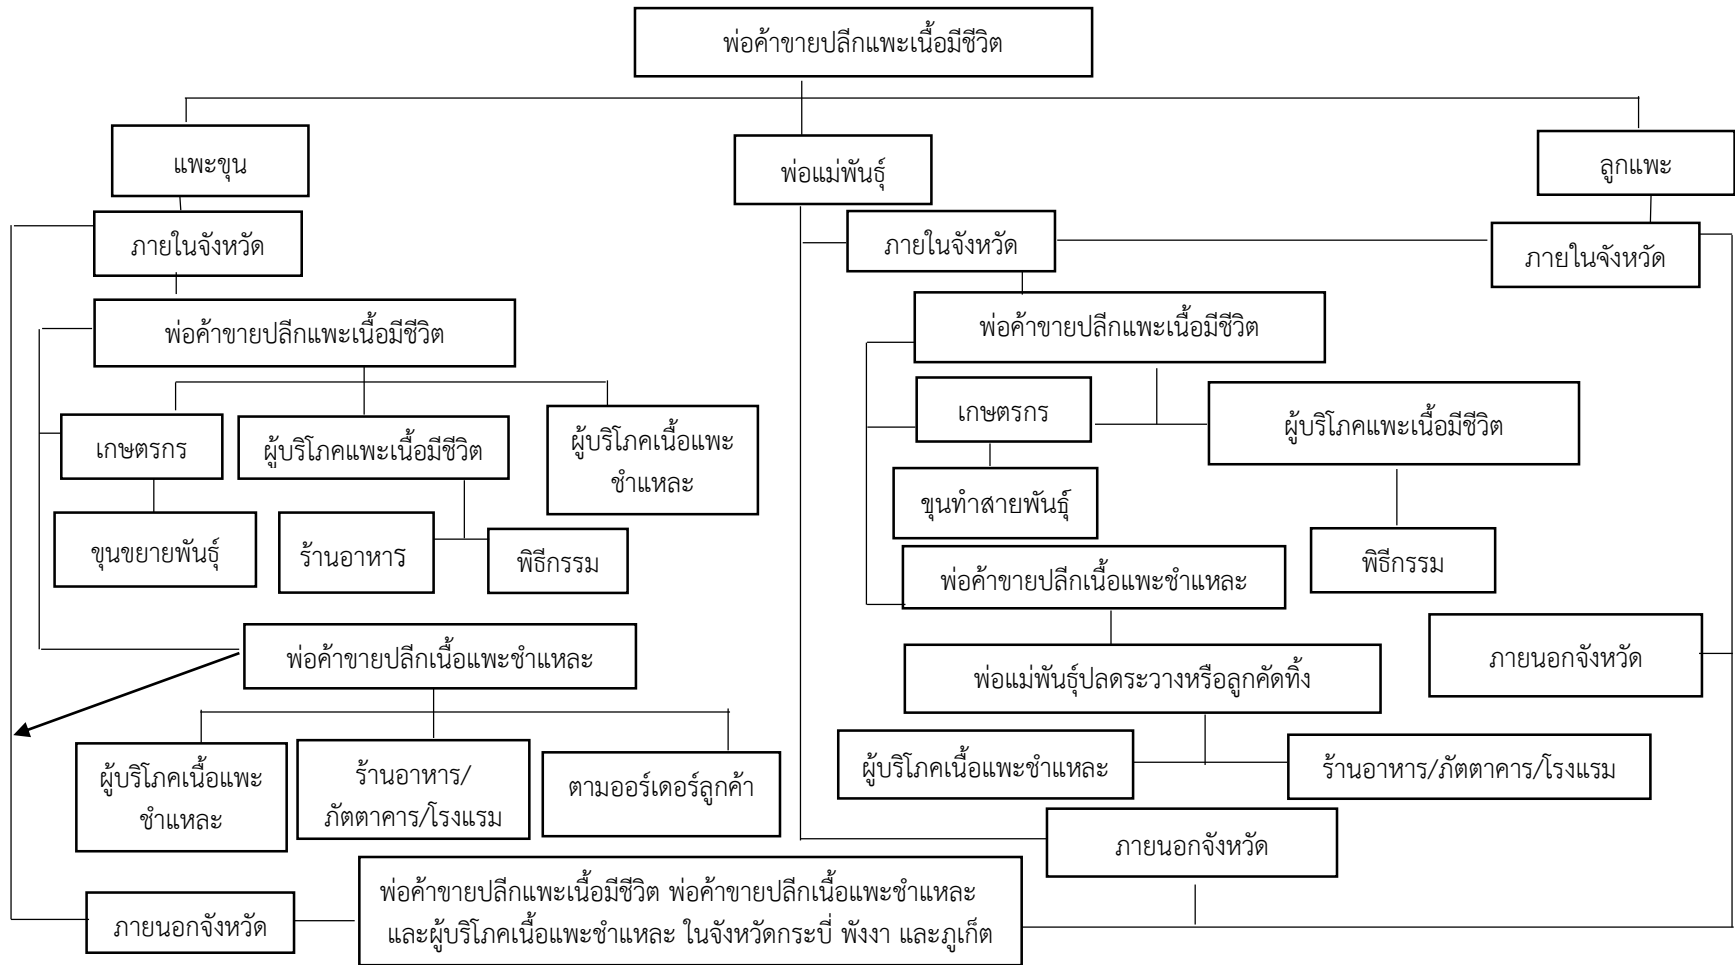 พ่อค้าขายปลีกแพะเนื้อมีชีวิต
แพะขุน
พ่อแม่พันธุ์
ลูกแพะ
ภายในจังหวัด
ภายในจังหวัด
ภายในจังหวัด
พ่อค้าขายปลีกแพะเนื้อมีชีวิต
พ่อค้าขายปลีกแพะเนื้อมีชีวิต
เกษตรกร
ผู้บริโภคแพะเนื้อมีชีวิต
ผู้บริโภคเนื้อแพะ
ชำแหละ
เกษตรกร
ผู้บริโภคแพะเนื้อมีชีวิต
ขุนขยายพันธุ์
ร้านอาหาร
พิธีกรรม
ขุนทำสายพันธุ์
พิธีกรรม
พ่อค้าขายปลีกเนื้อแพะชำแหละ
พ่อค้าขายปลีกเนื้อแพะชำแหละ
ภายนอกจังหวัด
พ่อแม่พันธุ์ปลดระวางหรือลูกคัดทิ้ง
ผู้บริโภคเนื้อแพะ
ชำแหละ
ร้านอาหาร/
ภัตตาคาร/โรงแรม
ตามออร์เดอร์ลูกค้า
ผู้บริโภคเนื้อแพะชำแหละ
ร้านอาหาร/ภัตตาคาร/โรงแรม
ภายนอกจังหวัด
ภายนอกจังหวัด
พ่อค้าขายปลีกแพะเนื้อมีชีวิต พ่อค้าขายปลีกเนื้อแพะชำแหละ
และผู้บริโภคเนื้อแพะชำแหละ ในจังหวัดกระบี่ พังงา และภูเก็ต